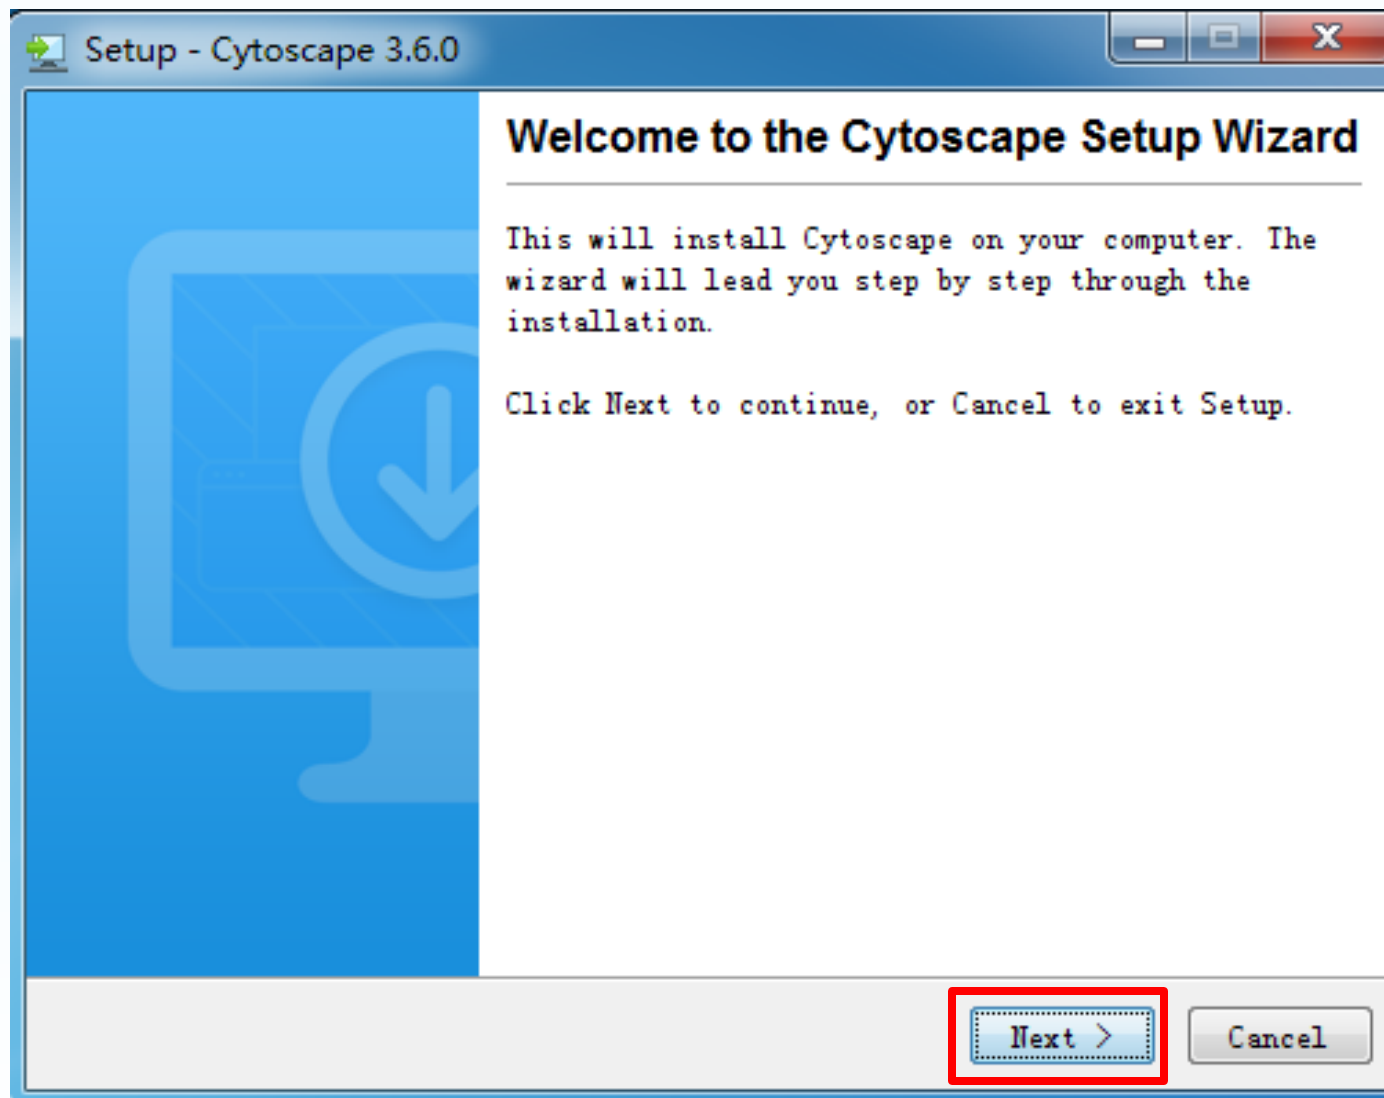 Setup - Cytoscape 3.6.0
Welcome to the Cytoscape Setup Wizard
This will install Cytoscape on your computer. The
wizard will lead you step by step through the
installation.
Click Next to continue, or Cancel to exit Setup.
Next >
Cancel